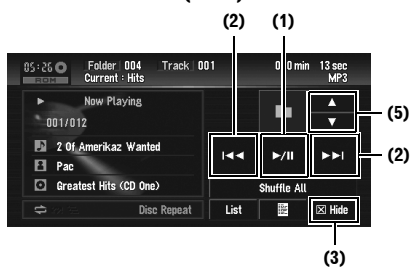 (2) (1)
05:26 Folder 004 Track 001 0:00 min 13 sec
ROM Current : Hits MP3
Now Playing
001/012
(5)
2 Of Amerikaz Wanted
Pac
(2)
Greatest Hits (CD One)
Shuffle All
Disc Repeat List Hide
(3)